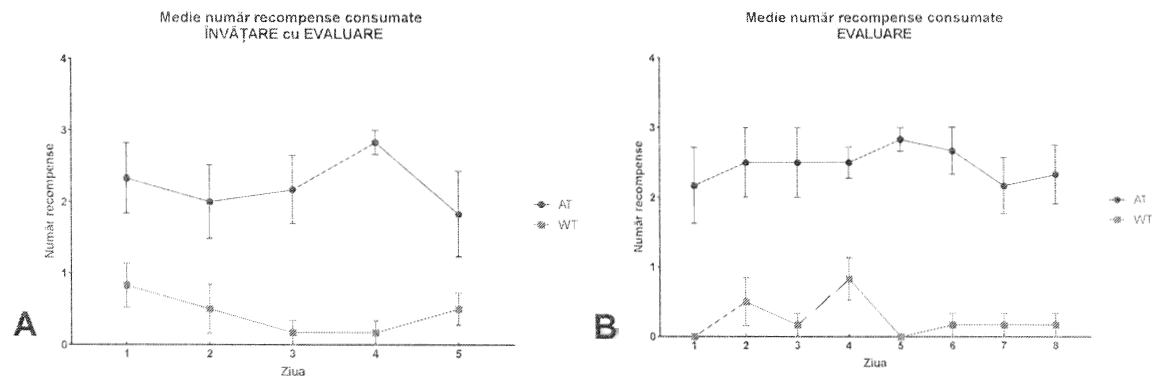 Medie număr recompense consumate
ÎNVĂȚARE cu EVALUARE
4
3
2
1
0
Număr recompense
1 2 3 4 5
Ziua
AT
WT
A
Medie număr recompense consumate
EVALUARE
4
3
2
1
0
Număr recompense
1 2 3 4 5 6 7 8
Ziua
AT
WT
B